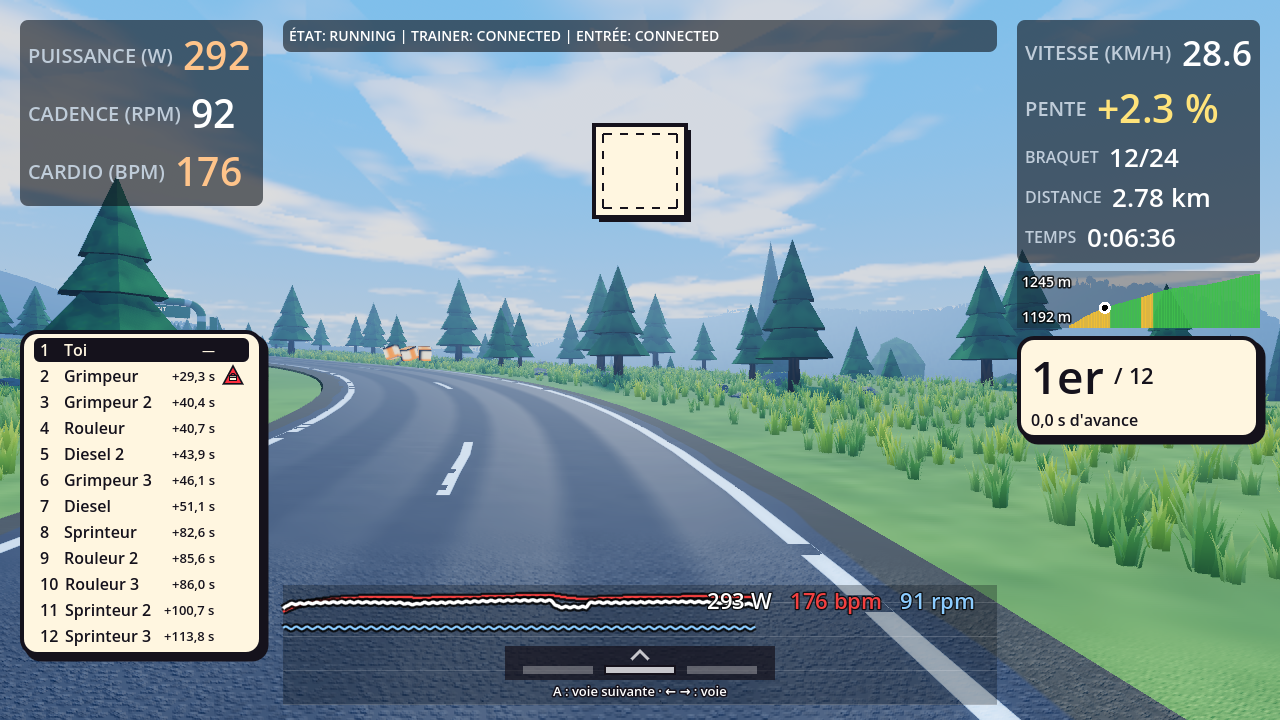 PUISSANCE (W) 292
CADENCE (RPM) 92
CARDIO (BPM) 176
ÉTAT: RUNNING | TRAINER: CONNECTED | ENTRÉE: CONNECTED
VITESSE (KM/H) 28.6
PENTE +2.3 %
BRAQUET 12/24
DISTANCE 2.78 km
TEMPS 0:06:36
1245 m
1192 m
1er / 12
0,0 s d'avance
1 Toi —
2 Grimpeur +29,3 s
3 Grimpeur 2 +40,4 s
4 Rouleur +40,7 s
5 Diesel 2 +43,9 s
6 Grimpeur 3 +46,1 s
7 Diesel +51,1 s
8 Sprinteur +82,6 s
9 Rouleur 2 +85,6 s
10 Rouleur 3 +86,0 s
11 Sprinteur 2 +100,7 s
12 Sprinteur 3 +113,8 s
293 W 176 bpm 91 rpm
A : voie suivante · ← → : voie